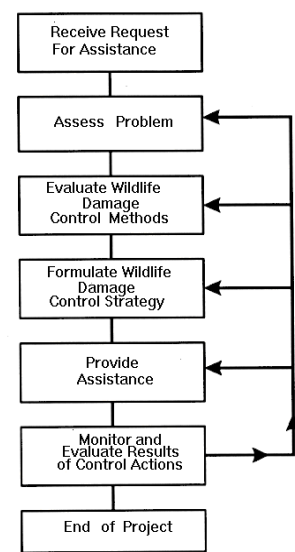 Receive Request
For Assistance
Assess Problem
Evaluate Wildlife
Damage
Control Methods
Formulate Wildlife
Damage
Control Strategy
Provide
Assistance
Monitor and
Evaluate Results
of Control Actions
End of Project